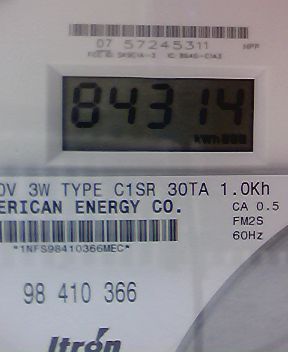 07 57245311
84314
kWh
0V 3W TYPE C1SR 30TA 1.0Kh
ERICAN ENERGY CO.
CA 0.5
FM2S
60Hz
*1NFS98410366MEC*
98 410 366
Itrón